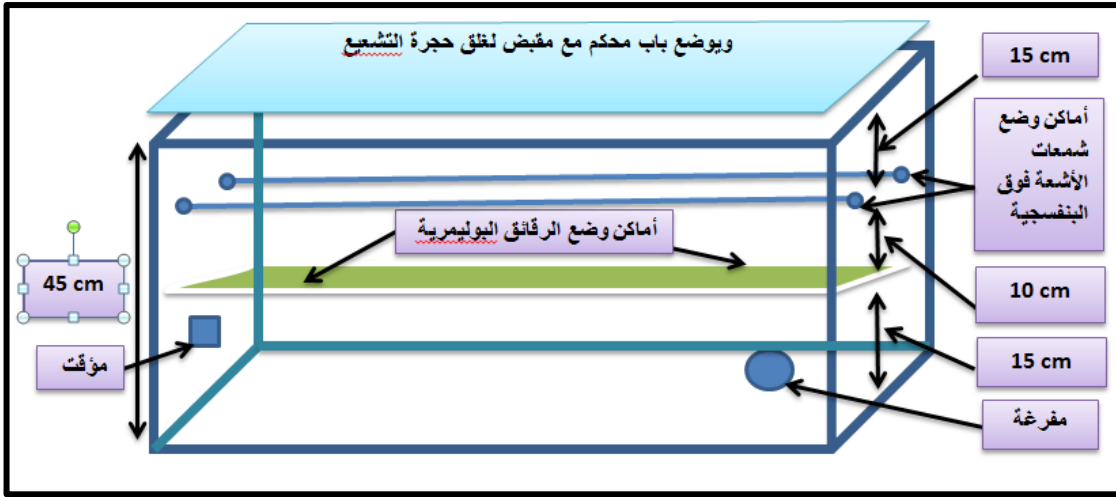 ويوضع باب محكم مع مقبض لغلق حجرة التشعيع
15 cm
أماكن وضع
شمعات
الأشعة فوق
البنفسجية
أماكن وضع الرقائق البوليمرية
45 cm
10 cm
مؤقت
15 cm
مفرغة